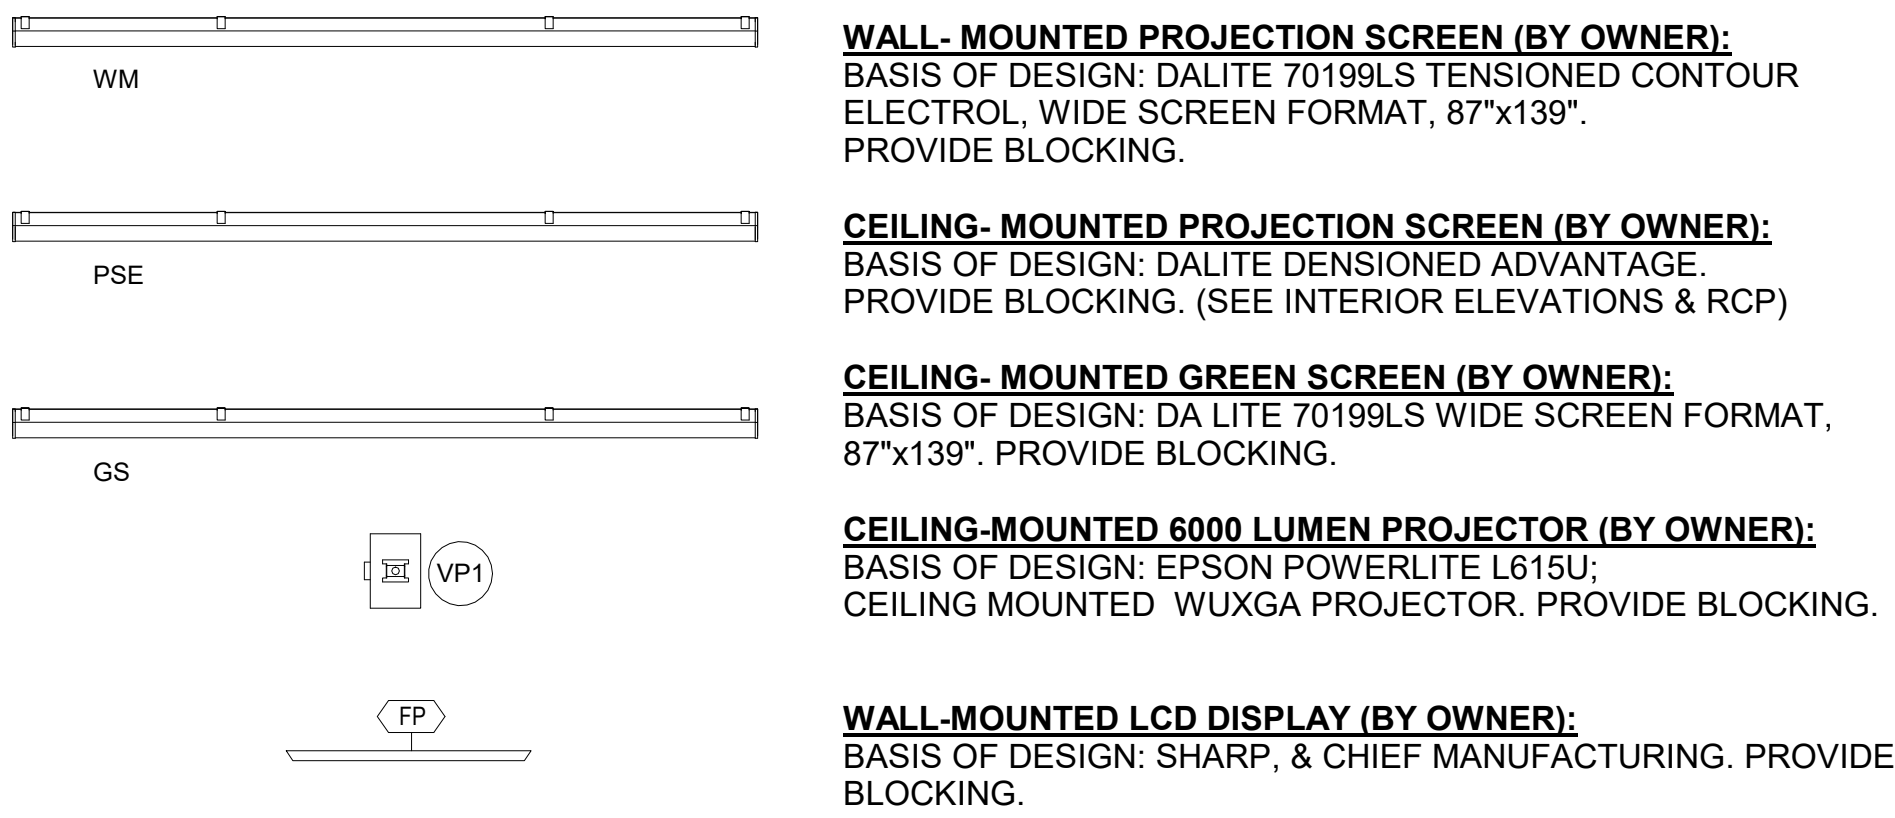 WM
WALL- MOUNTED PROJECTION SCREEN (BY OWNER):
BASIS OF DESIGN: DALITE 70199LS TENSIONED CONTOUR
ELECTROL, WIDE SCREEN FORMAT, 87"x139".
PROVIDE BLOCKING.
PSE
CEILING- MOUNTED PROJECTION SCREEN (BY OWNER):
BASIS OF DESIGN: DALITE DENSIONED ADVANTAGE.
PROVIDE BLOCKING. (SEE INTERIOR ELEVATIONS & RCP)
GS
CEILING- MOUNTED GREEN SCREEN (BY OWNER):
BASIS OF DESIGN: DA LITE 70199LS WIDE SCREEN FORMAT,
87"x139". PROVIDE BLOCKING.
VP1
CEILING-MOUNTED 6000 LUMEN PROJECTOR (BY OWNER):
BASIS OF DESIGN: EPSON POWERLITE L615U;
CEILING MOUNTED  WUXGA PROJECTOR. PROVIDE BLOCKING.
FP
WALL-MOUNTED LCD DISPLAY (BY OWNER):
BASIS OF DESIGN: SHARP, & CHIEF MANUFACTURING. PROVIDE
BLOCKING.